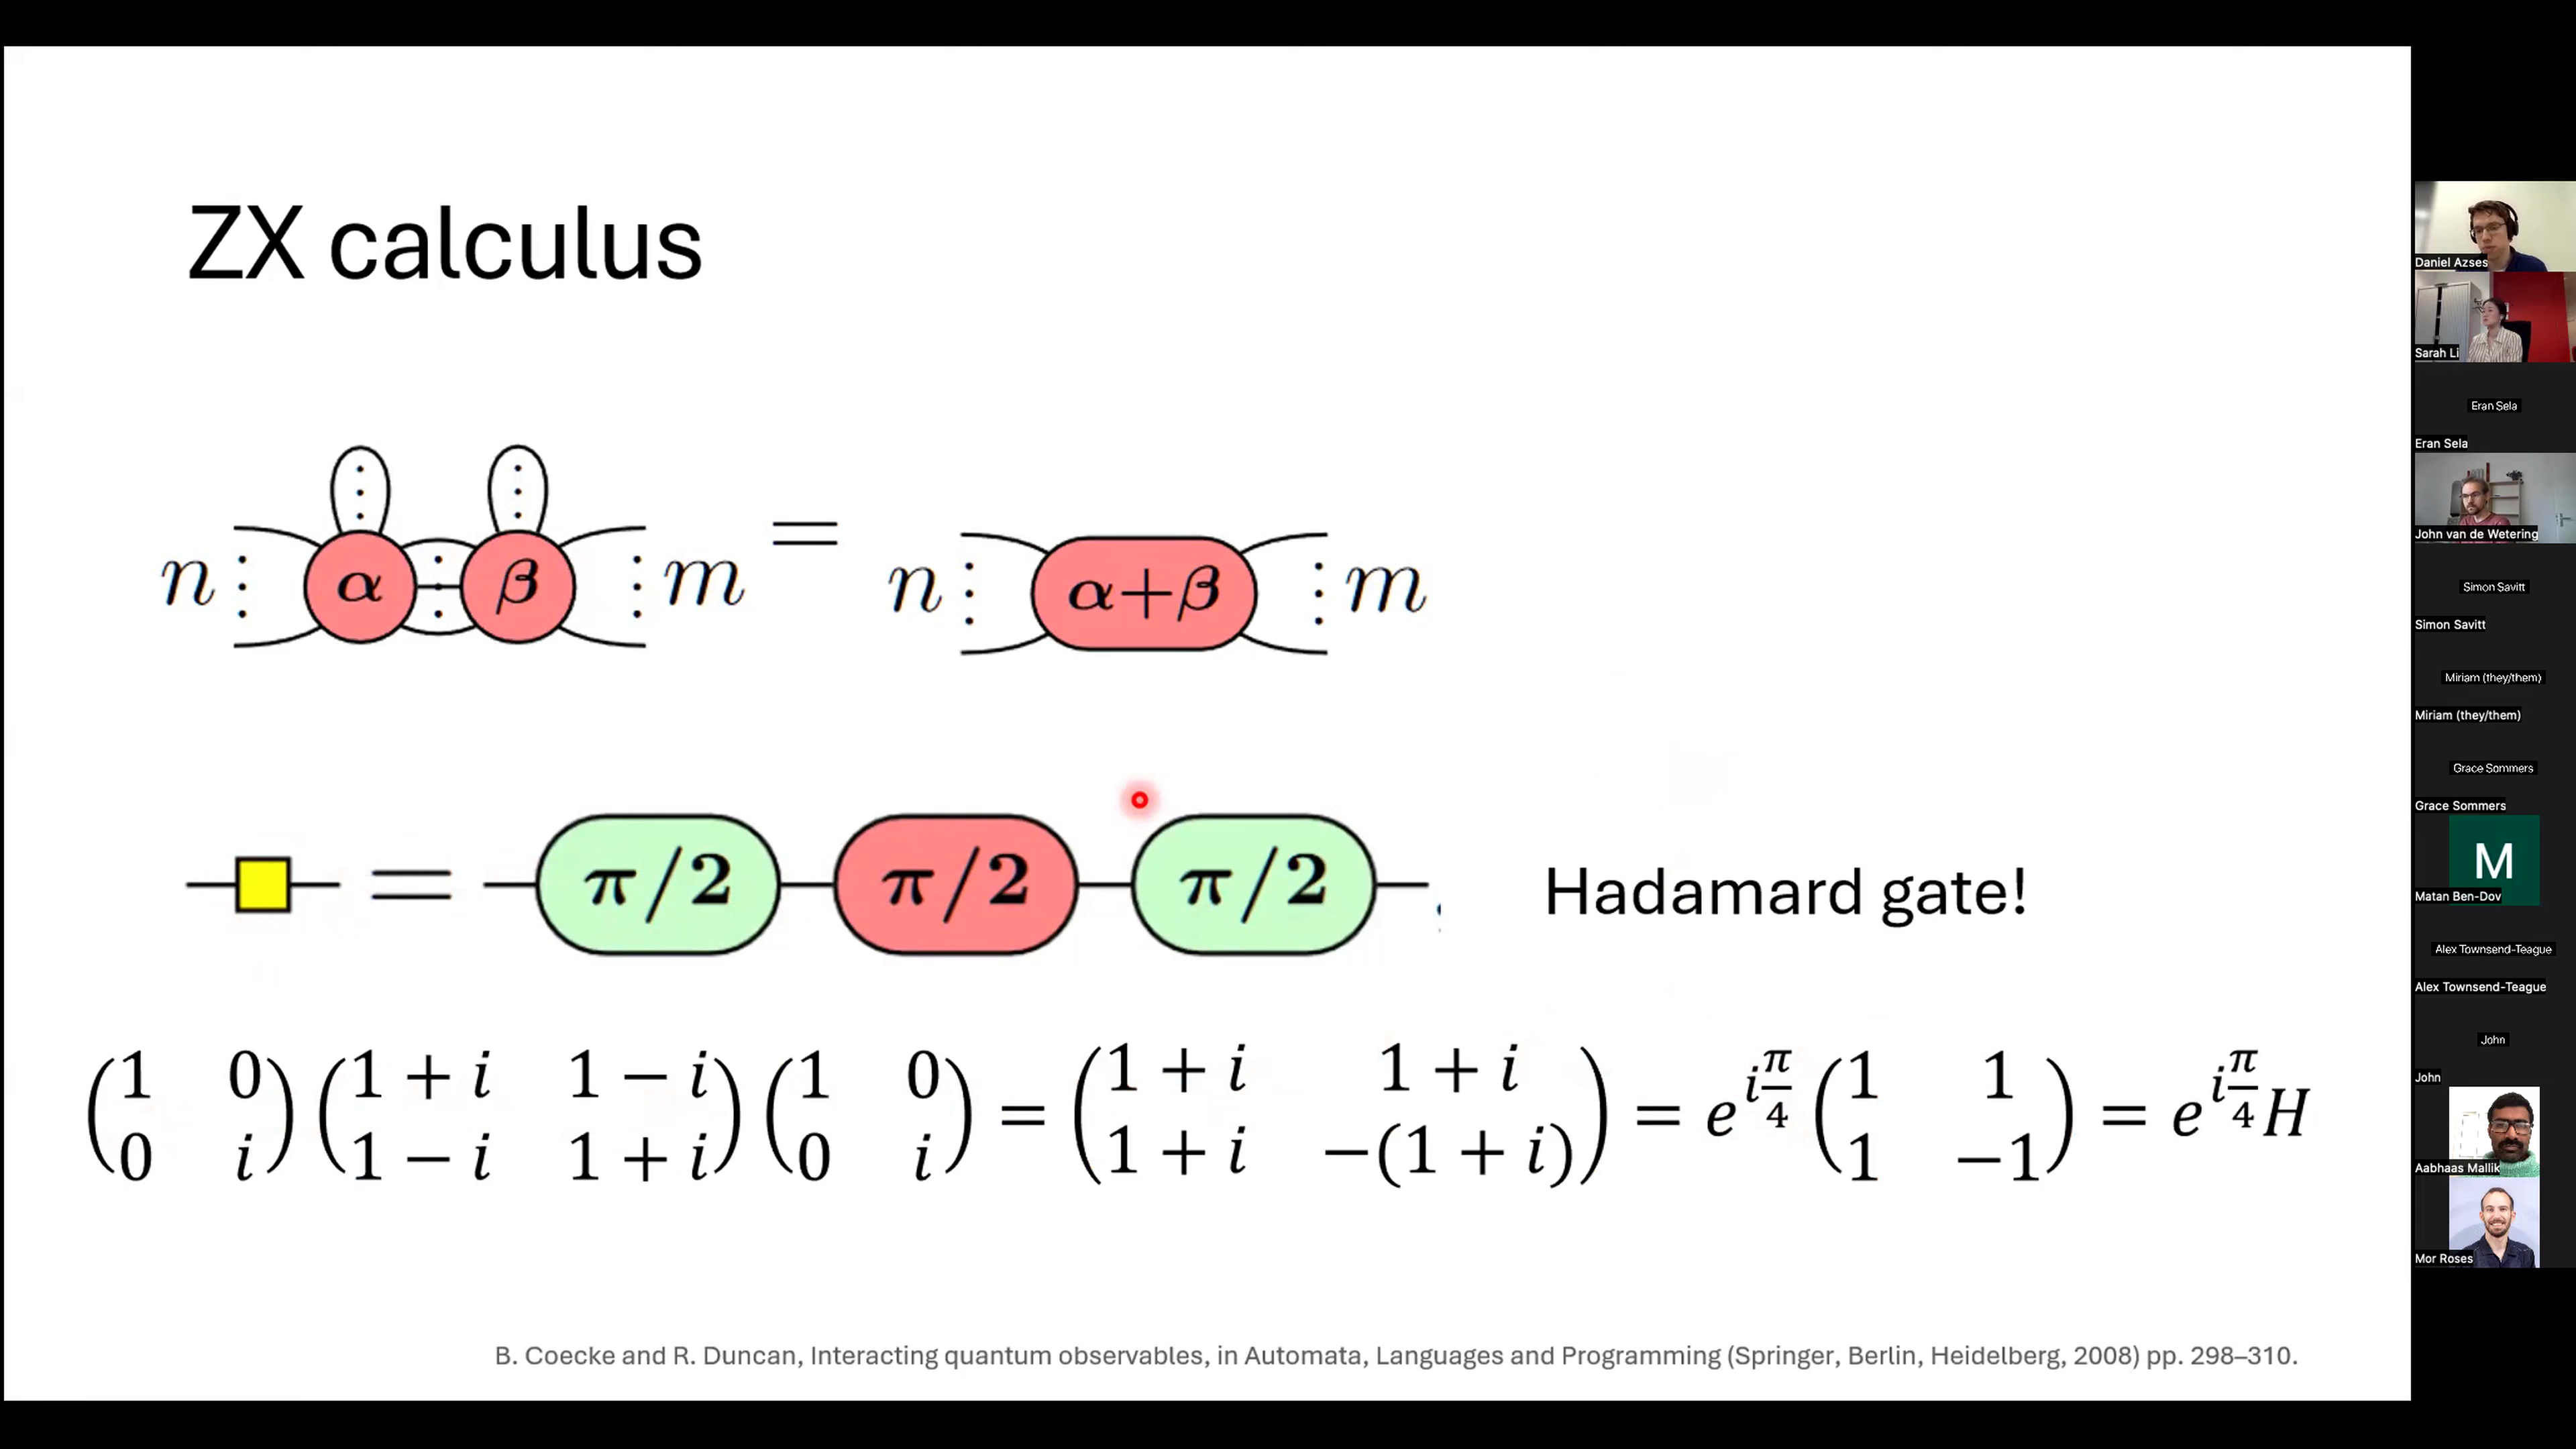 ZX calculus
n ⋮ α ⋮ β ⋮ m = n ⋮ α+β ⋮ m
= π/2 π/2 π/2 Hadamard gate!
(1 0 0 i) (1 + i 1 − i 1 − i 1 + i) (1 0 0 i) = (1 + i 1 + i 1 + i −(1 + i)) = e^{i π/4} (1 1 1 −1) = e^{i π/4} H
B. Coecke and R. Duncan, Interacting quantum observables, in Automata, Languages and Programming (Springer, Berlin, Heidelberg, 2008) pp. 298–310.
Daniel Azses
Sarah Li
Eran Sela
Eran Sela
John van de Wetering
Simon Savitt
Simon Savitt
Miriam (they/them)
Miriam (they/them)
Grace Sommers
Grace Sommers
M
Matan Ben-Dov
Alex Townsend-Teague
Alex Townsend-Teague
John
John
Aabhaas Mallik
Mor Roses